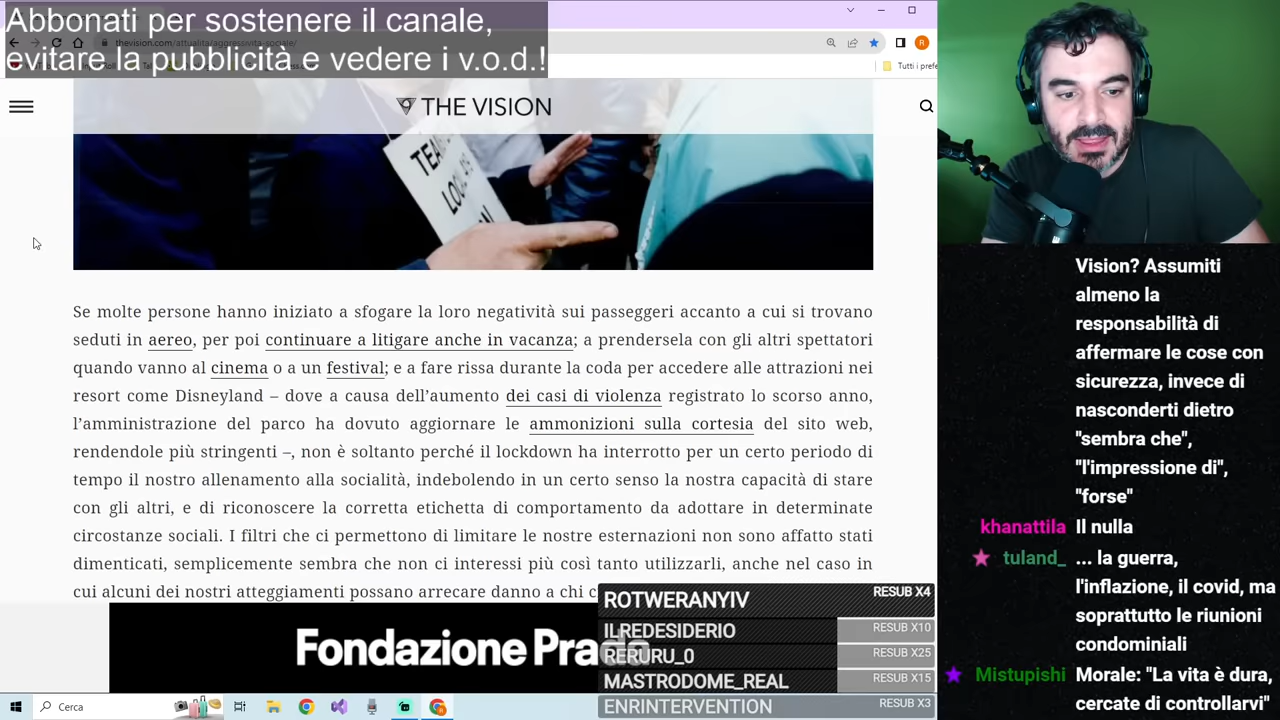 Abbonati per sostenere il canale,
evitare la pubblicità e vedere i v.o.d.!
thevision.com/attualita/aggressivita-sociale/
Tutti i prefe
THE VISION
Se molte persone hanno iniziato a sfogare la loro negatività sui passeggeri accanto a cui si trovano
seduti in aereo, per poi continuare a litigare anche in vacanza; a prendersela con gli altri spettatori
quando vanno al cinema o a un festival; e a fare rissa durante la coda per accedere alle attrazioni nei
resort come Disneyland – dove a causa dell’aumento dei casi di violenza registrato lo scorso anno,
l’amministrazione del parco ha dovuto aggiornare le ammonizioni sulla cortesia del sito web,
rendendole più stringenti –, non è soltanto perché il lockdown ha interrotto per un certo periodo di
tempo il nostro allenamento alla socialità, indebolendo in un certo senso la nostra capacità di stare
con gli altri, e di riconoscere la corretta etichetta di comportamento da adottare in determinate
circostanze sociali. I filtri che ci permettono di limitare le nostre esternazioni non sono affatto stati
dimenticati, semplicemente sembra che non ci interessi più così tanto utilizzarli, anche nel caso in
cui alcuni dei nostri atteggiamenti possano arrecare danno a chi c
Fondazione Prada
ROTWERANYIV RESUB X4
ILREDESIDERIO RESUB X10
RERURU_0 RESUB X25
MASTRODOME_REAL RESUB X15
ENRINTERVENTION RESUB X3
Cerca
Vision? Assumiti
almeno la
responsabilità di
affermare le cose con
sicurezza, invece di
nasconderti dietro
"sembra che",
"l'impressione di",
"forse"
khanattila Il nulla
tuland_ ... la guerra,
l'inflazione, il covid, ma
soprattutto le riunioni
condominiali
Mistupishi Morale: "La vita è dura,
cercate di controllarvi"